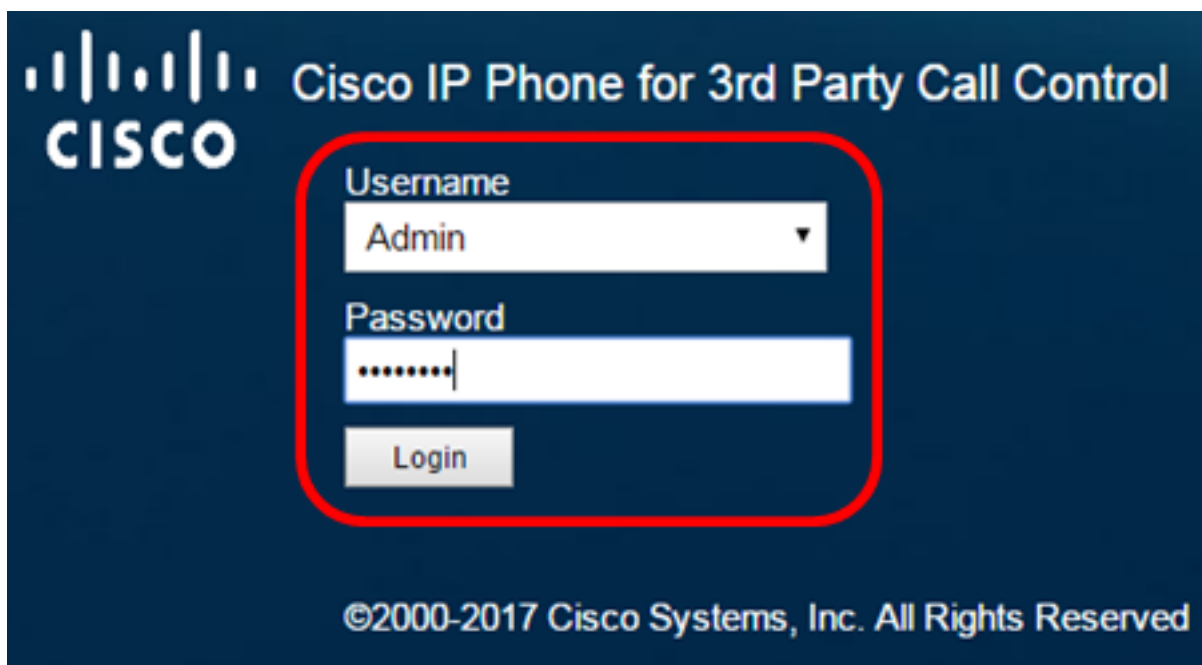 CISCO
Cisco IP Phone for 3rd Party Call Control
Username
Admin
Password
••••••••
Login
©2000-2017 Cisco Systems, Inc. All Rights Reserved